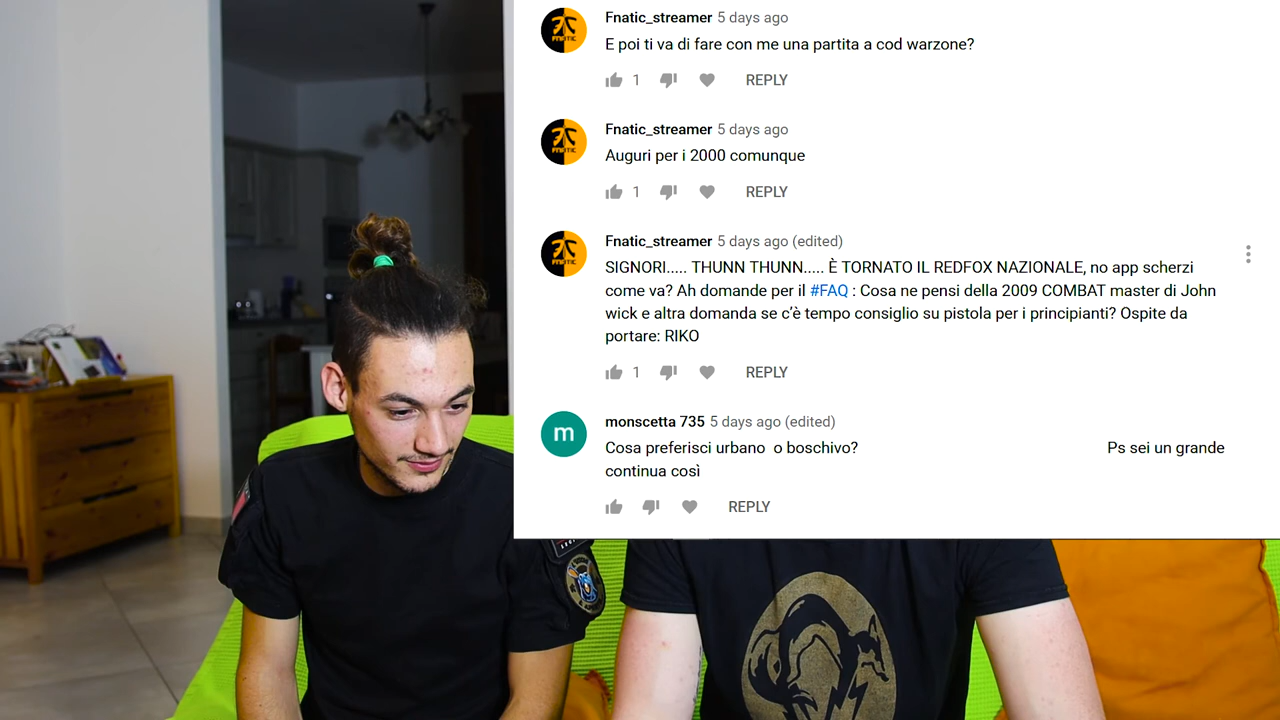 Fnatic_streamer 5 days ago
E poi ti va di fare con me una partita a cod warzone?
1 REPLY
Fnatic_streamer 5 days ago
Auguri per i 2000 comunque
1 REPLY
Fnatic_streamer 5 days ago (edited)
SIGNORI..... THUNN THUNN..... È TORNATO IL REDFOX NAZIONALE, no app scherzi
come va? Ah domande per il #FAQ : Cosa ne pensi della 2009 COMBAT master di John
wick e altra domanda se c'è tempo consiglio su pistola per i principianti? Ospite da
portare: RIKO
1 REPLY
m
monscetta 735 5 days ago (edited)
Cosa preferisci urbano o boschivo? Ps sei un grande
continua così
REPLY